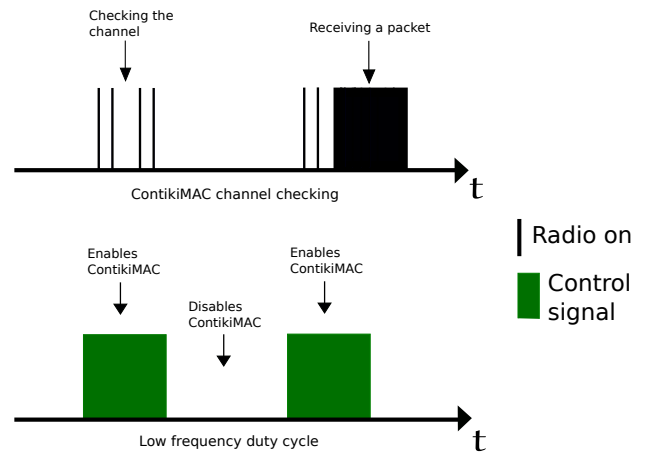 Checking the
channel
Receiving a packet
t
ContikiMAC channel checking
Radio on
Control
signal
Enables
ContikiMAC
Disables
ContikiMAC
Enables
ContikiMAC
t
Low frequency duty cycle